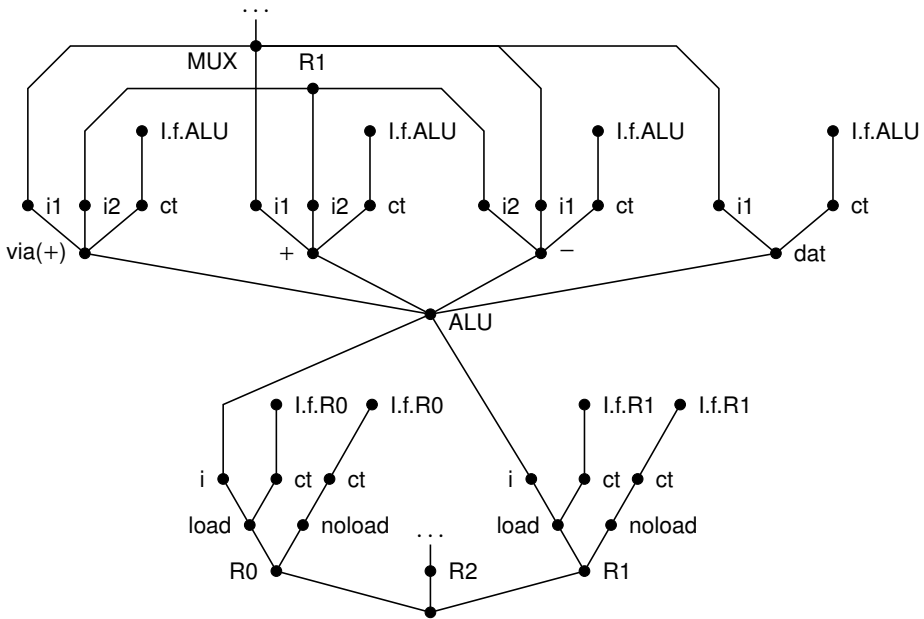 ...
MUX R1
I.f.ALU I.f.ALU I.f.ALU I.f.ALU
i1 i2 ct i1 i2 ct i2 i1 ct i1 ct
via(+) + − dat
ALU
I.f.R0 I.f.R0 I.f.R1 I.f.R1
i ct ct i ct ct
load noload load noload
...
R0 R2 R1